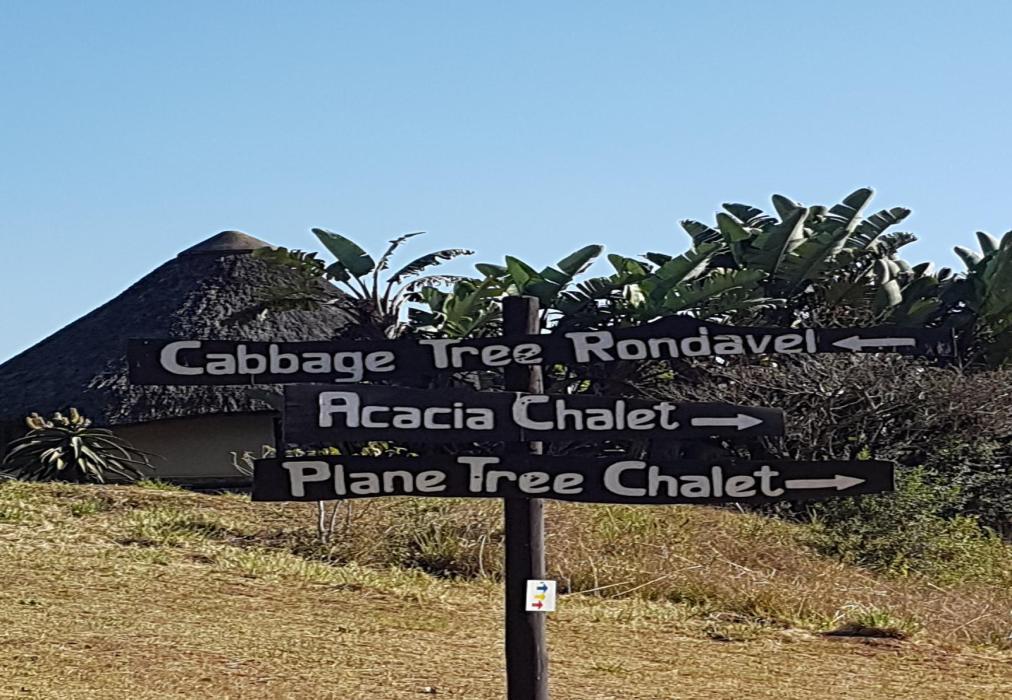 Cabbage Tree Rondavel
Acacia Chalet
Plane Tree Chalet